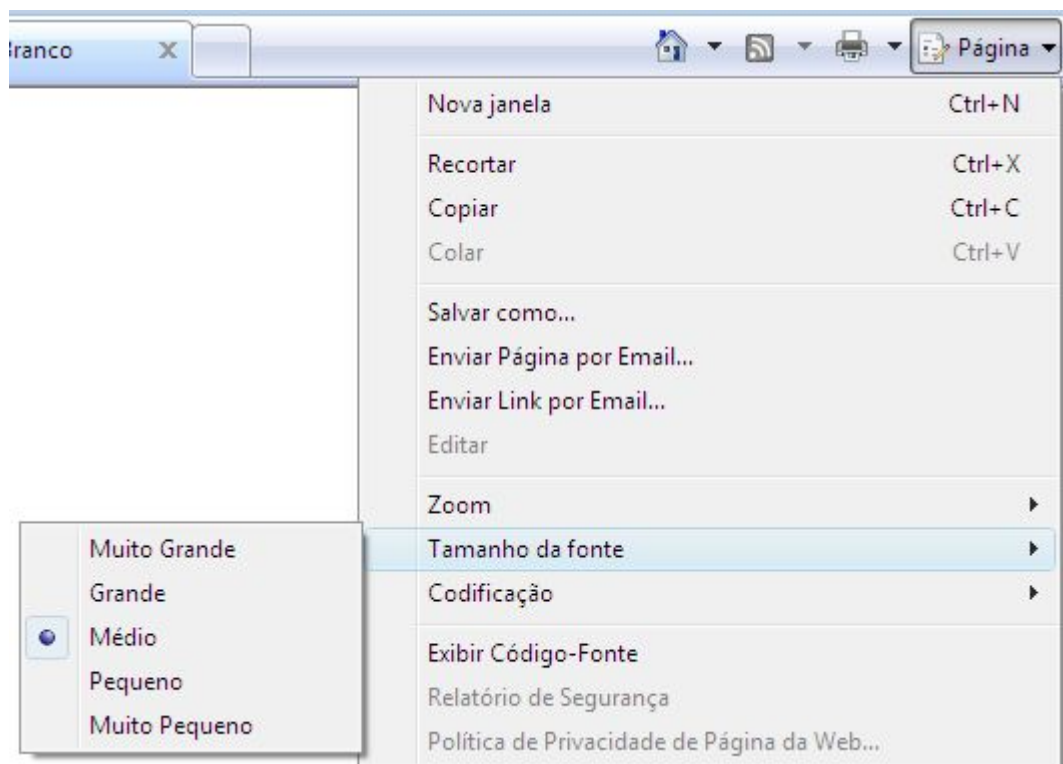 Branco
Página
Nova janela Ctrl+N
Recortar Ctrl+X
Copiar Ctrl+C
Colar Ctrl+V
Salvar como...
Enviar Página por Email...
Enviar Link por Email...
Editar
Zoom
Tamanho da fonte
Codificação
Exibir Código-Fonte
Relatório de Segurança
Política de Privacidade de Página da Web...
Muito Grande
Grande
Médio
Pequeno
Muito Pequeno